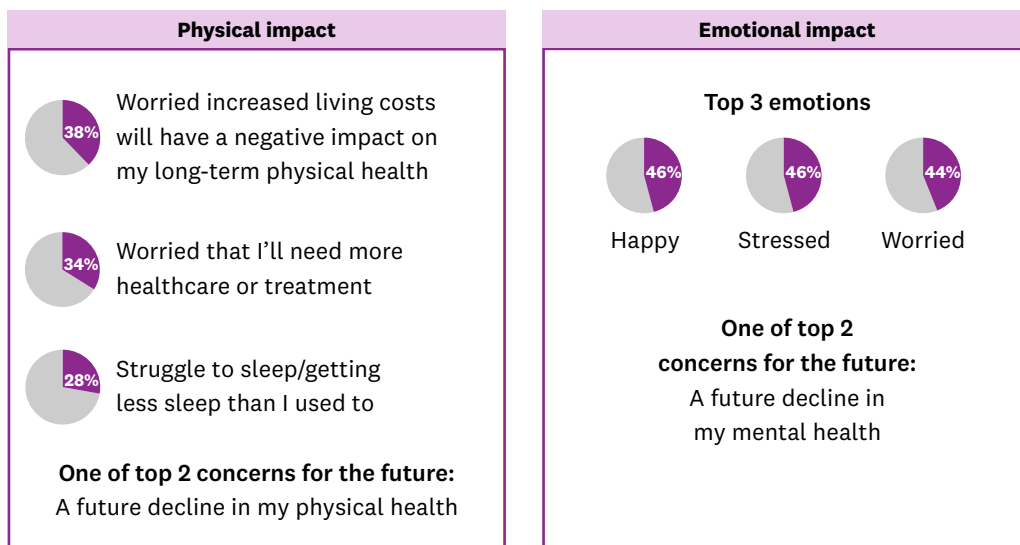 Physical impact
38%
Worried increased living costs
will have a negative impact on
my long-term physical health
34%
Worried that I'll need more
healthcare or treatment
28%
Struggle to sleep/getting
less sleep than I used to
One of top 2 concerns for the future:
A future decline in my physical health
Emotional impact
Top 3 emotions
46%
46%
44%
Happy
Stressed
Worried
One of top 2
concerns for the future:
A future decline in
my mental health